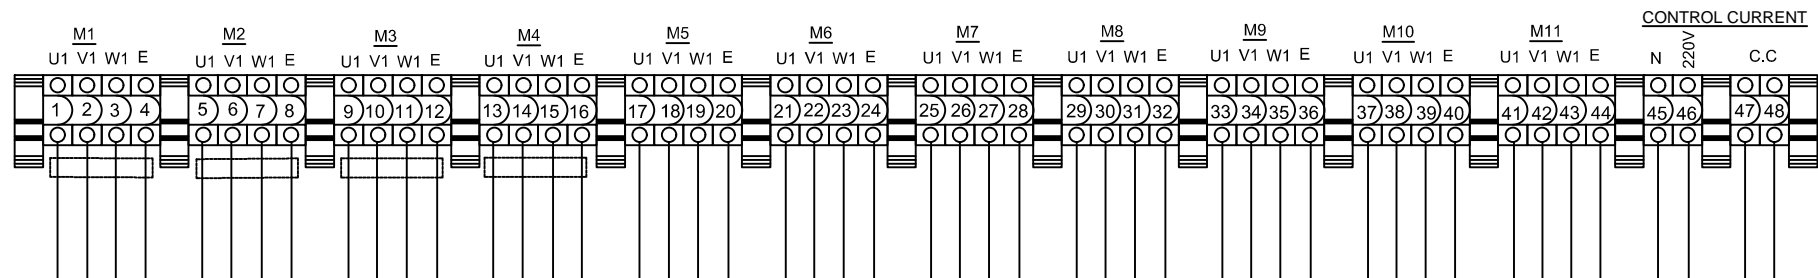 CONTROL CURRENT
M1 M2 M3 M4 M5 M6 M7 M8 M9 M10 M11
U1 V1 W1 E U1 V1 W1 E U1 V1 W1 E U1 V1 W1 E U1 V1 W1 E U1 V1 W1 E U1 V1 W1 E U1 V1 W1 E U1 V1 W1 E U1 V1 W1 E U1 V1 W1 E N 220V C.C
1 2 3 4 5 6 7 8 9 10 11 12 13 14 15 16 17 18 19 20 21 22 23 24 25 26 27 28 29 30 31 32 33 34 35 36 37 38 39 40 41 42 43 44 45 46 47 48